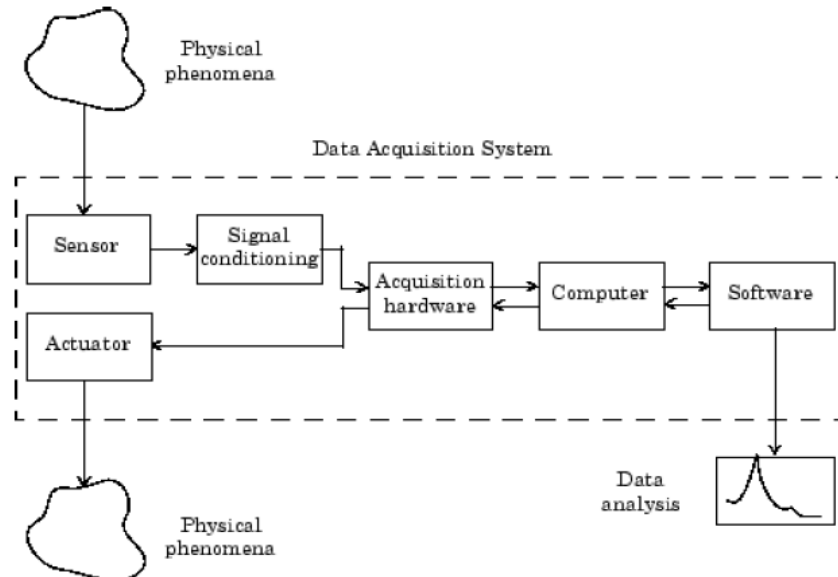 Physical
phenomena
Data Acquisition System
Sensor
Signal
conditioning
Acquisition
hardware
Computer
Software
Actuator
Data
analysis
Physical
phenomena